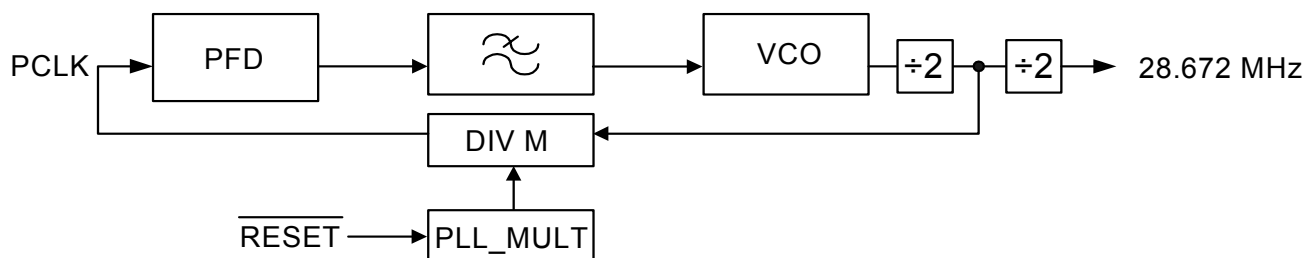 PCLK
PFD
VCO
÷2
÷2
28.672 MHz
DIV M
RESET
PLL_MULT